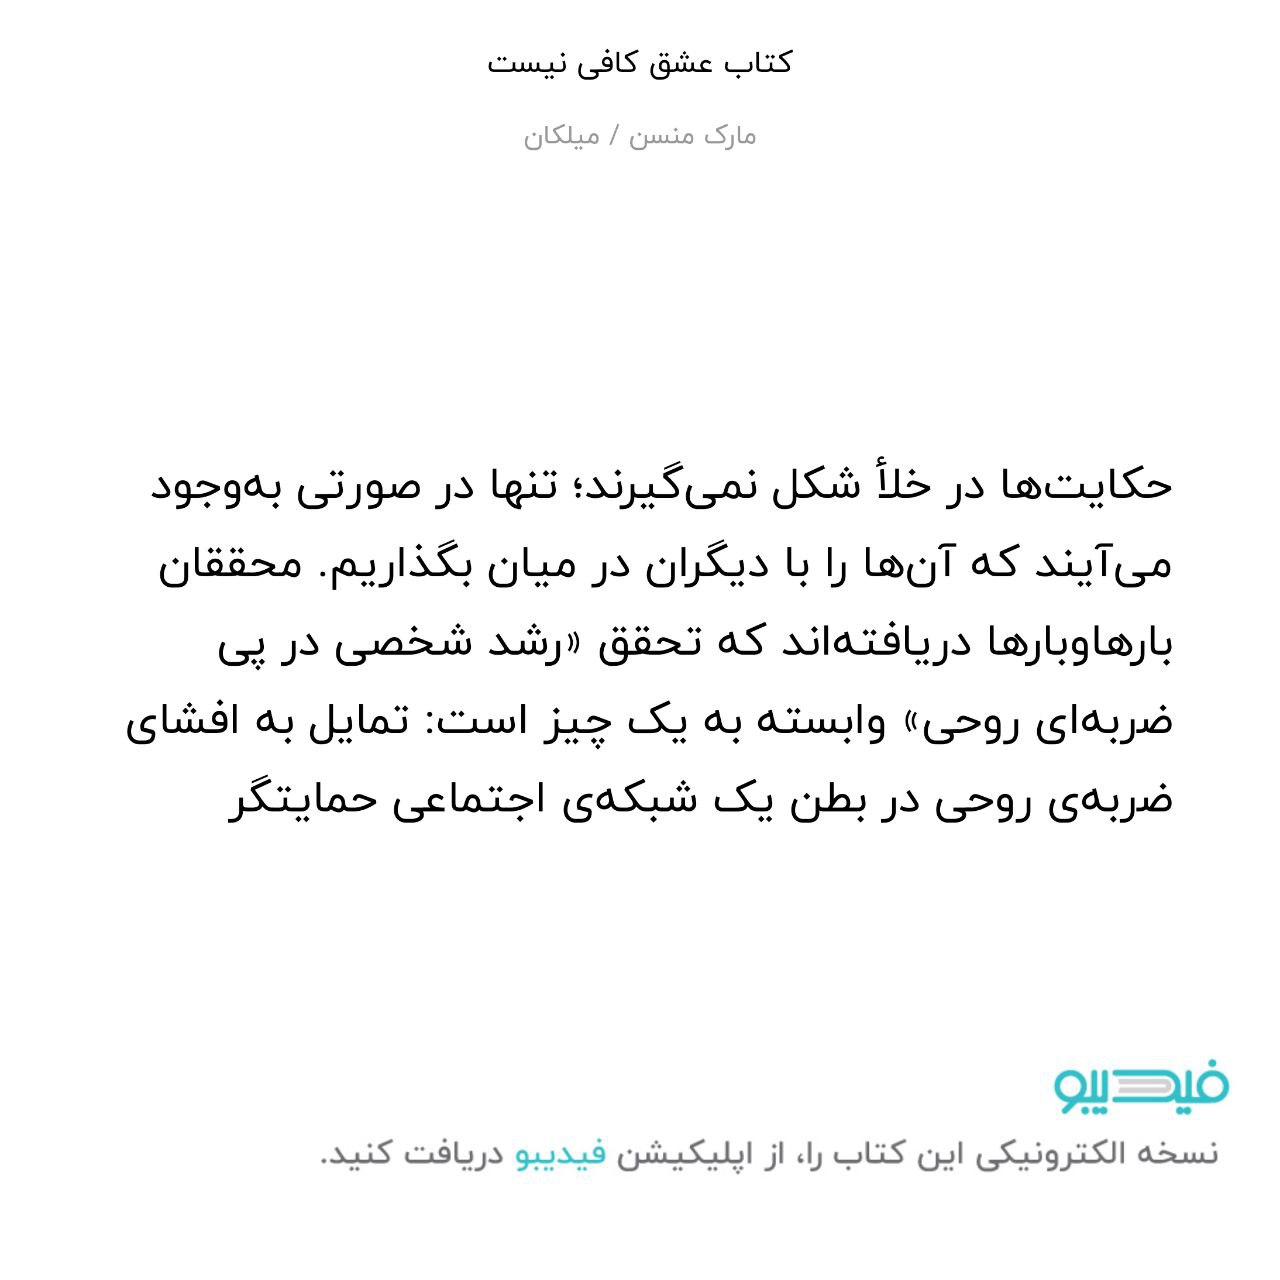 کتاب عشق کافی نیست
مارک منسن / میلکان
حکایت‌ها در خلأ شکل نمی‌گیرند؛ تنها در صورتی به‌وجود
می‌آیند که آن‌ها را با دیگران در میان بگذاریم. محققان
بارهاوبارها دریافته‌اند که تحقق «رشد شخصی در پی
ضربه‌ای روحی» وابسته به یک چیز است: تمایل به افشای
ضربه‌ی روحی در بطن یک شبکه‌ی اجتماعی حمایتگر
فیدیبو
نسخه الکترونیکی این کتاب را، از اپلیکیشن فیدیبو دریافت کنید.